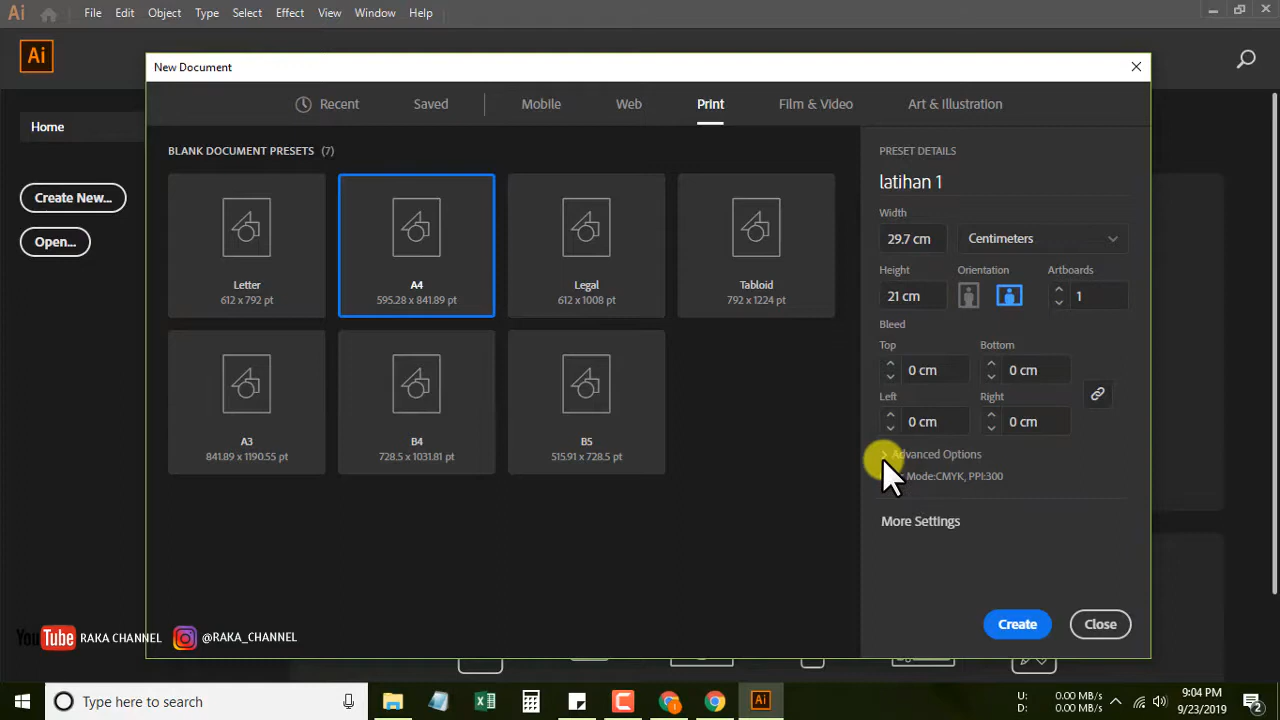 Ai File Edit Object Type Select Effect View Window Help
Ai
New Document
Home
Create New...
Open...
Recent Saved Mobile Web Print Film & Video Art & Illustration
BLANK DOCUMENT PRESETS (7)
Letter
612 x 792 pt
A4
595.28 x 841.89 pt
Legal
612 x 1008 pt
Tabloid
792 x 1224 pt
A3
841.89 x 1190.55 pt
B4
728.5 x 1031.81 pt
B5
515.91 x 728.5 pt
PRESET DETAILS
latihan 1
Width
29.7 cm Centimeters
Height Orientation Artboards
21 cm 1
Bleed
Top Bottom
0 cm 0 cm
Left Right
0 cm 0 cm
Advanced Options
Mode:CMYK, PPI:300
More Settings
Create Close
YouTube RAKA CHANNEL @RAKA_CHANNEL
Type here to search
Ai
U: 0.00 MB/s
D: 0.00 MB/s
9:04 PM
9/23/2019
2